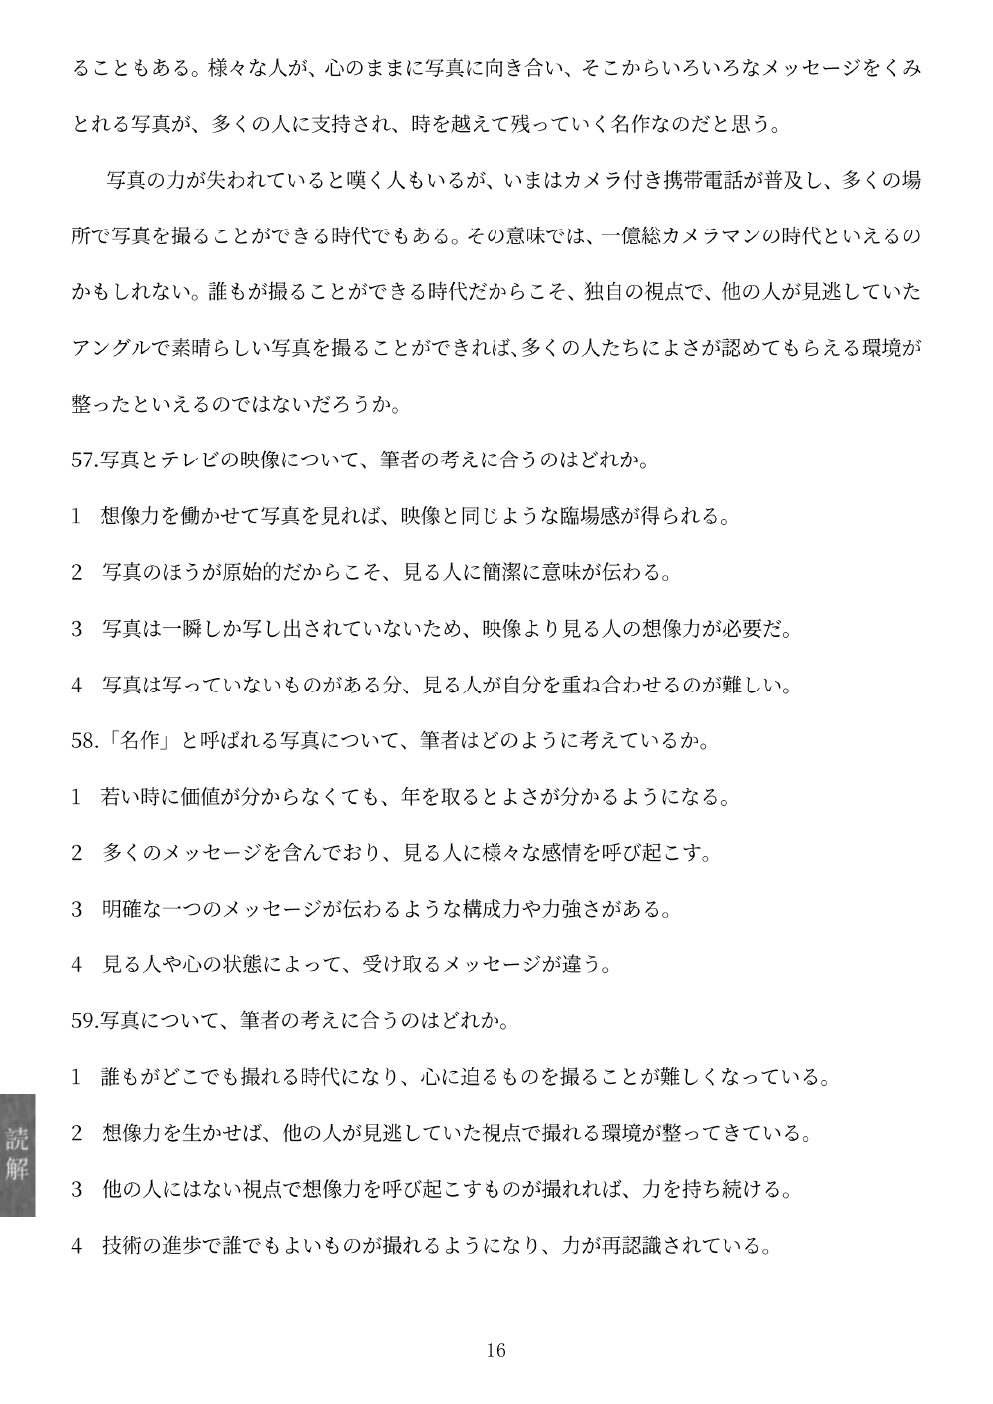 ることもある。様々な人が、心のままに写真に向き合い、そこからいろいろなメッセージをくみ
とれる写真が、多くの人に支持され、時を越えて残っていく名作なのだと思う。
写真の力が失われていると嘆く人もいるが、いまはカメラ付き携帯電話が普及し、多くの場
所で写真を撮ることができる時代でもある。その意味では、一億総カメラマンの時代といえるの
かもしれない。誰もが撮ることができる時代だからこそ、独自の視点で、他の人が見逃していた
アングルで素晴らしい写真を撮ることができれば、多くの人たちによさが認めてもらえる環境が
整ったといえるのではないだろうか。
57.写真とテレビの映像について、筆者の考えに合うのはどれか。
1 想像力を働かせて写真を見れば、映像と同じような臨場感が得られる。
2 写真のほうが原始的だからこそ、見る人に簡潔に意味が伝わる。
3 写真は一瞬しか写し出されていないため、映像より見る人の想像力が必要だ。
4 写真は写っていないものがある分、見る人が自分を重ね合わせるのが難しい。
58.「名作」と呼ばれる写真について、筆者はどのように考えているか。
1 若い時に価値が分からなくても、年を取るとよさが分かるようになる。
2 多くのメッセージを含んでおり、見る人に様々な感情を呼び起こす。
3 明確な一つのメッセージが伝わるような構成力や力強さがある。
4 見る人や心の状態によって、受け取るメッセージが違う。
59.写真について、筆者の考えに合うのはどれか。
1 誰もがどこでも撮れる時代になり、心に迫るものを撮ることが難しくなっている。
2 想像力を生かせば、他の人が見逃していた視点で撮れる環境が整ってきている。
3 他の人にはない視点で想像力を呼び起こすものが撮れれば、力を持ち続ける。
4 技術の進歩で誰でもよいものが撮れるようになり、力が再認識されている。
読解
16